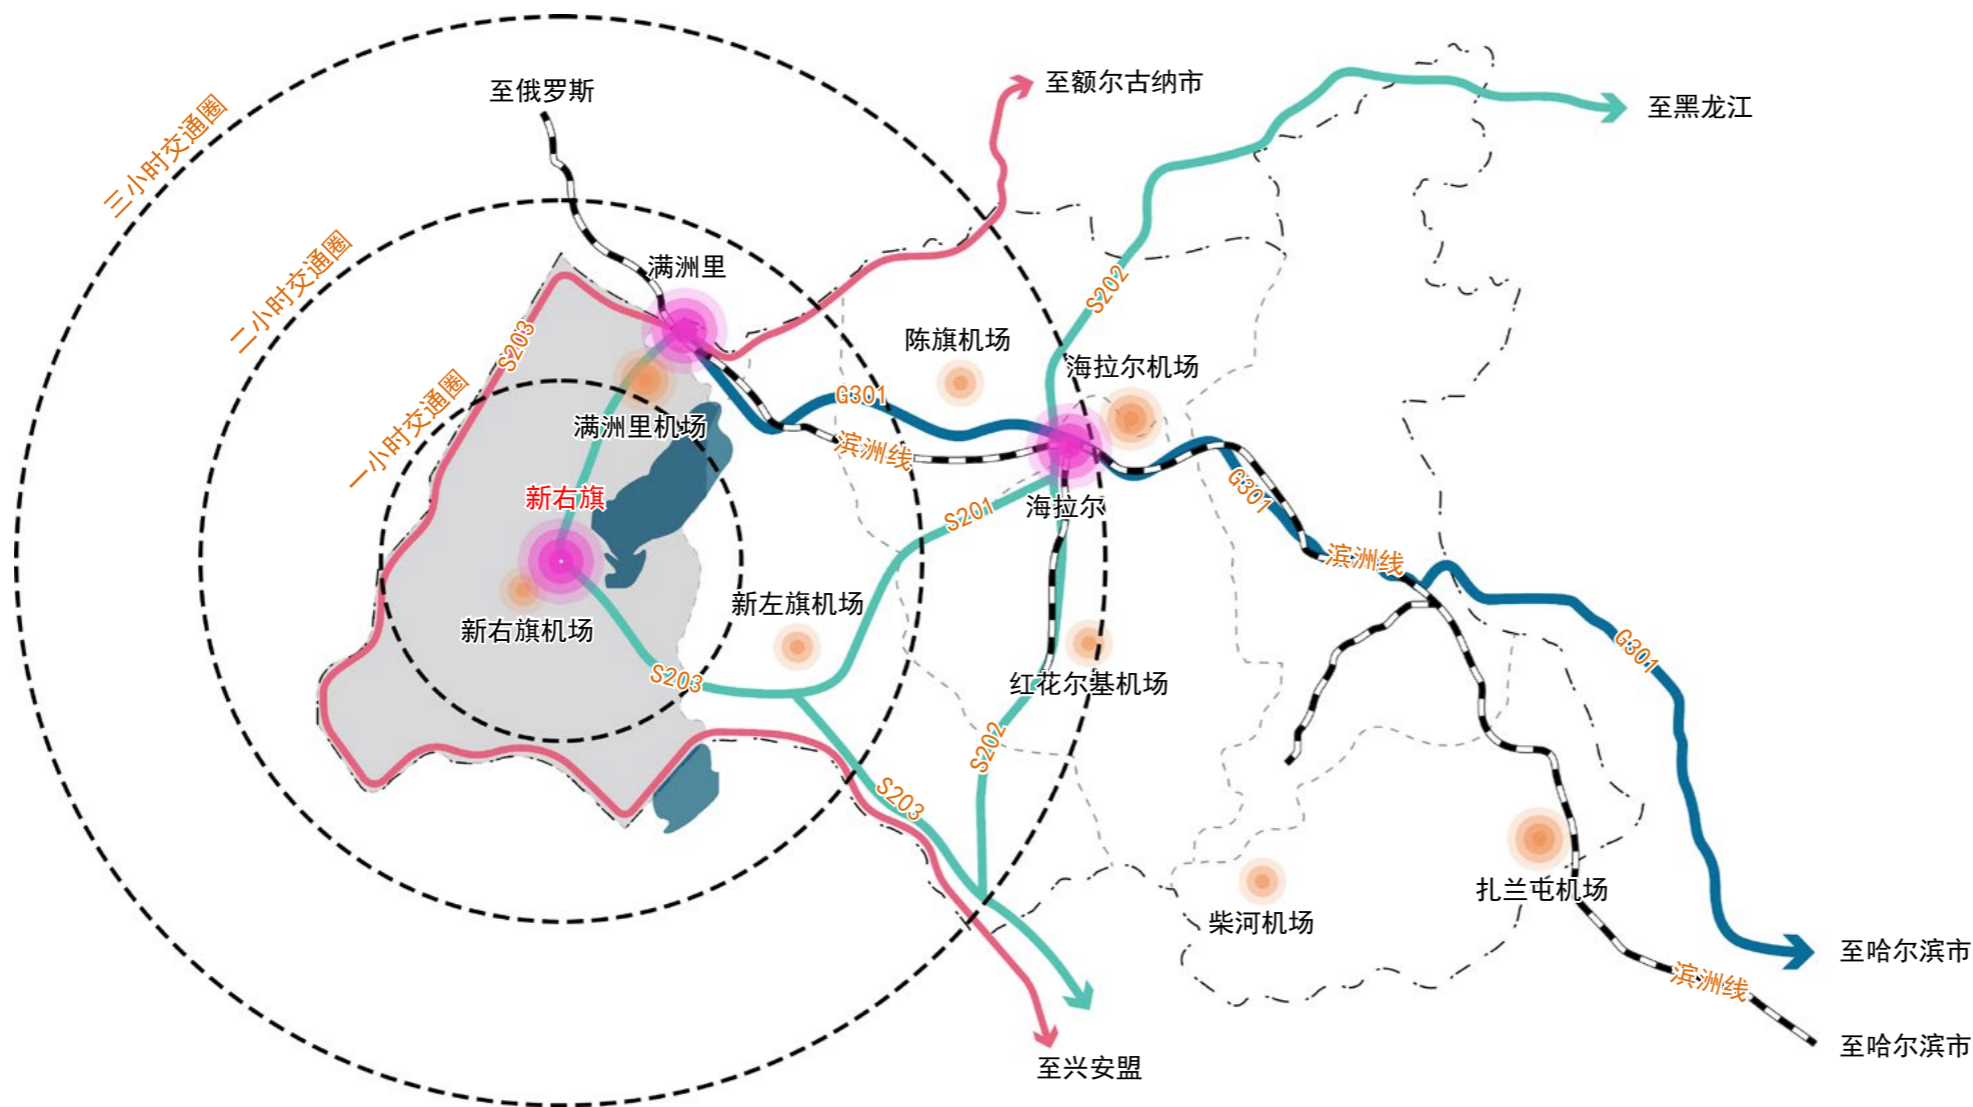 至俄罗斯
至额尔古纳市
至黑龙江
三小时交通圈
二小时交通圈
一小时交通圈
满洲里
S203
S202
陈旗机场
海拉尔机场
G301
满洲里机场
滨洲线
新右旗
海拉尔
S201
G301
滨洲线
新左旗机场
新右旗机场
S203
红花尔基机场
G301
S202
S203
扎兰屯机场
柴河机场
至哈尔滨市
滨洲线
至哈尔滨市
至兴安盟